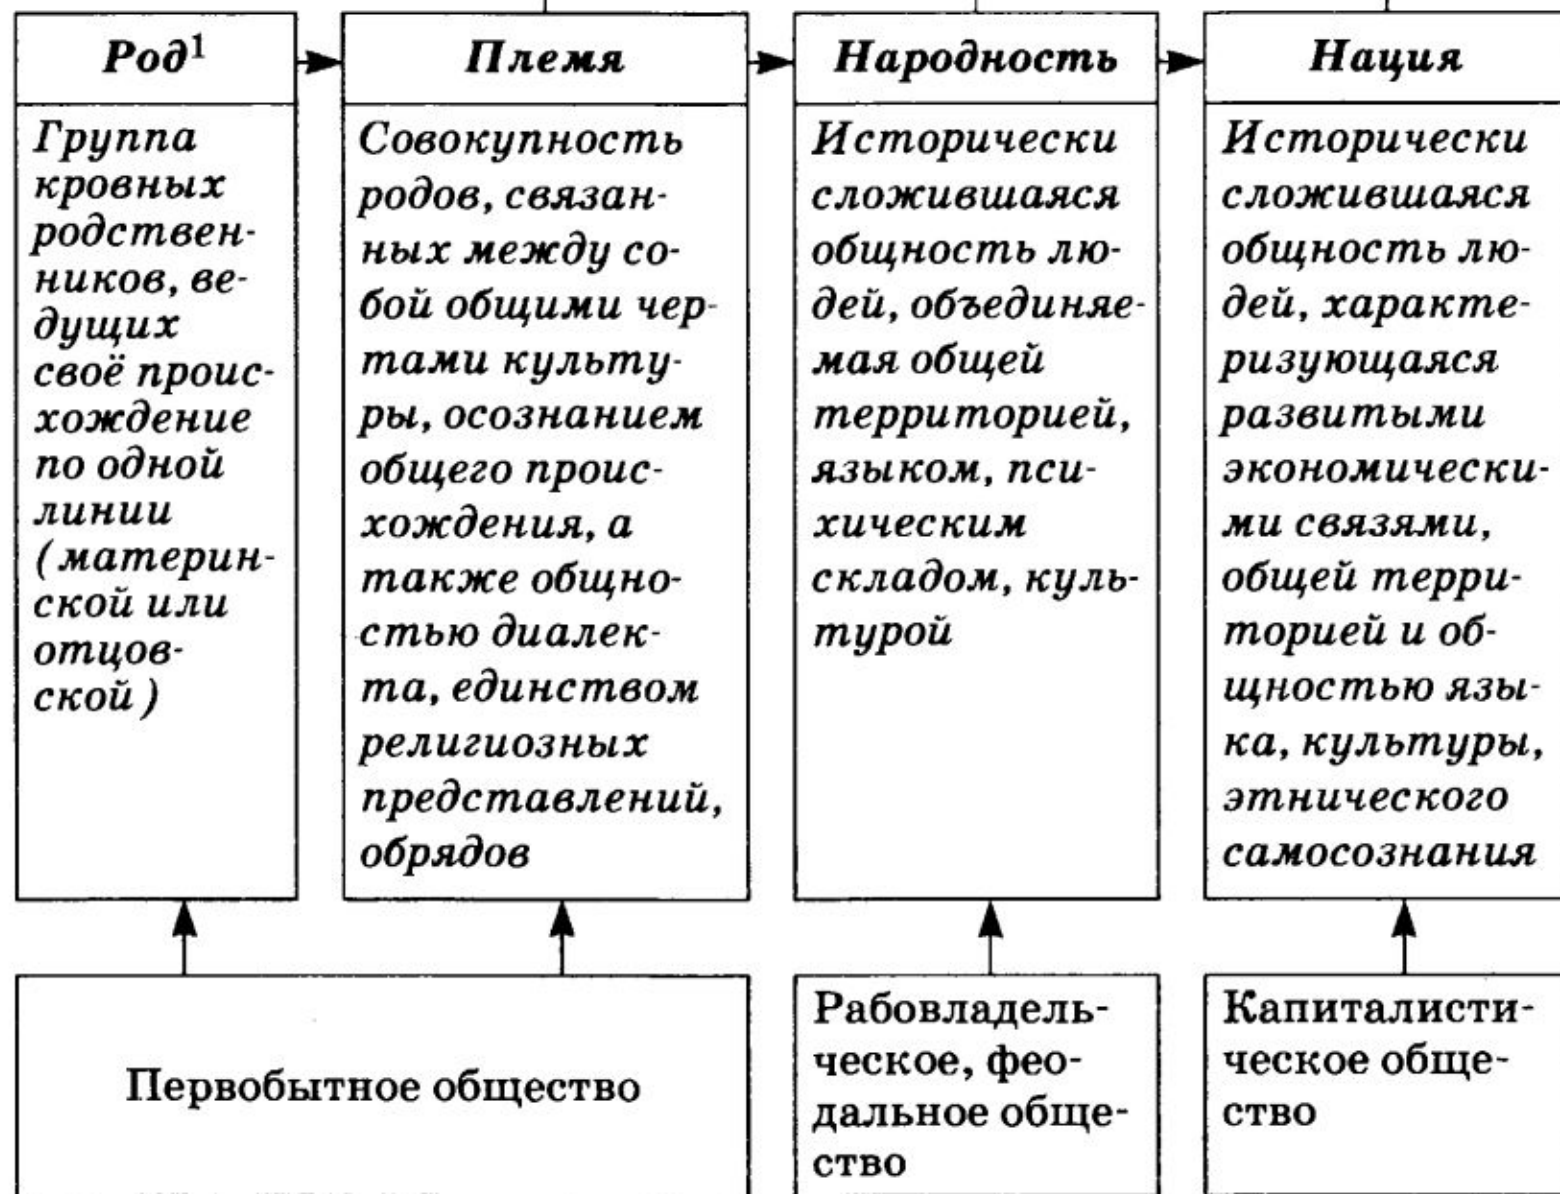 Род1
Группа
кровных
родствен-
ников, ве-
дущих
своё проис-
хождение
по одной
линии
(материн-
ской или
отцов-
ской)
Племя
Совокупность
родов, связан-
ных между со-
бой общими чер-
тами культу-
ры, осознанием
общего проис-
хождения, а
также общно-
стью диалек-
та, единством
религиозных
представлений,
обрядов
Народность
Исторически
сложившаяся
общность лю-
дей, объединяе-
мая общей
территорией,
языком, пси-
хическим
складом, куль-
турой
Нация
Исторически
сложившаяся
общность лю-
дей, характе-
ризующаяся
развитыми
экономически-
ми связями,
общей терри-
торией и об-
щностью язы-
ка, культуры,
этнического
самосознания
Первобытное общество
Рабовладель-
ческое, фео-
дальное обще-
ство
Капиталисти-
ческое обще-
ство